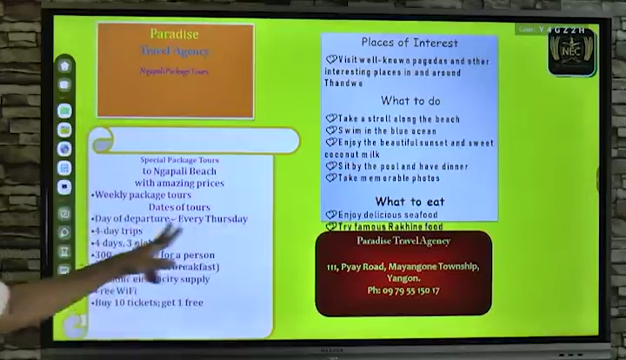 Paradise
Travel Agency
Ngapali Package Tours
Special Package Tours
to Ngapali Beach
with amazing prices
•Weekly package tours
Dates of tours
•Day of departure – Every Thursday
•4-day trips
•4 days, 3
•300 for a person
breakfast)
supply
WiFi
•Buy 10 tickets; get 1 free
Places of Interest
Visit well-known pagodas and other
interesting places in and around
Thandwe
What to do
Take a stroll along the beach
Swim in the blue ocean
Enjoy the beautiful sunset and sweet
coconut milk
Sit by the pool and have dinner
Take memorable photos
What to eat
Enjoy delicious seafood
Try famous Rakhine food
Paradise Travel Agency
111, Pyay Road, Mayangone Township,
Yangon.
Ph: 09 79 55 150 17
Y4GZ2H
NEC